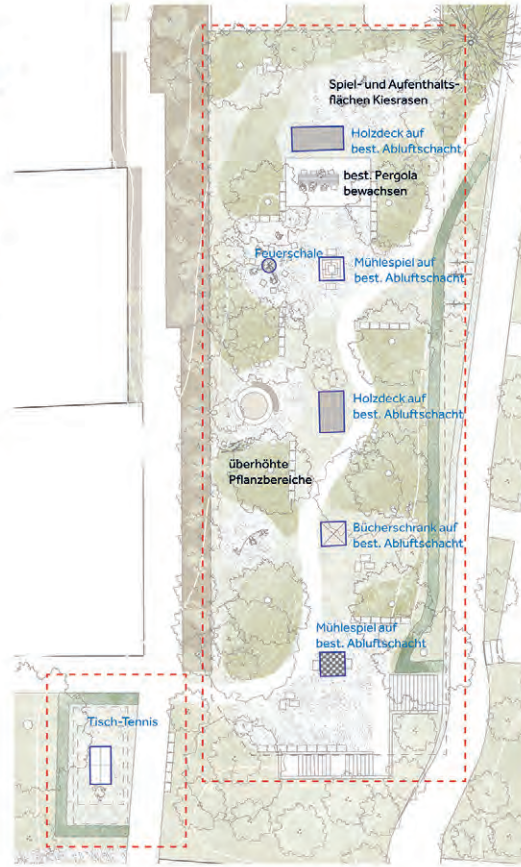 Spiel- und Aufenthalts-
flächen Kiesrasen
Holzdeck auf
best. Abluftschacht
best. Pergola
bewachsen
Feuerschale
Mühlespiel auf
best. Abluftschacht
Holzdeck auf
best. Abluftschacht
überhöhte
Pflanzbereiche
Bücherschrank auf
best. Abluftschacht
Mühlespiel auf
best. Abluftschacht
Tisch-Tennis